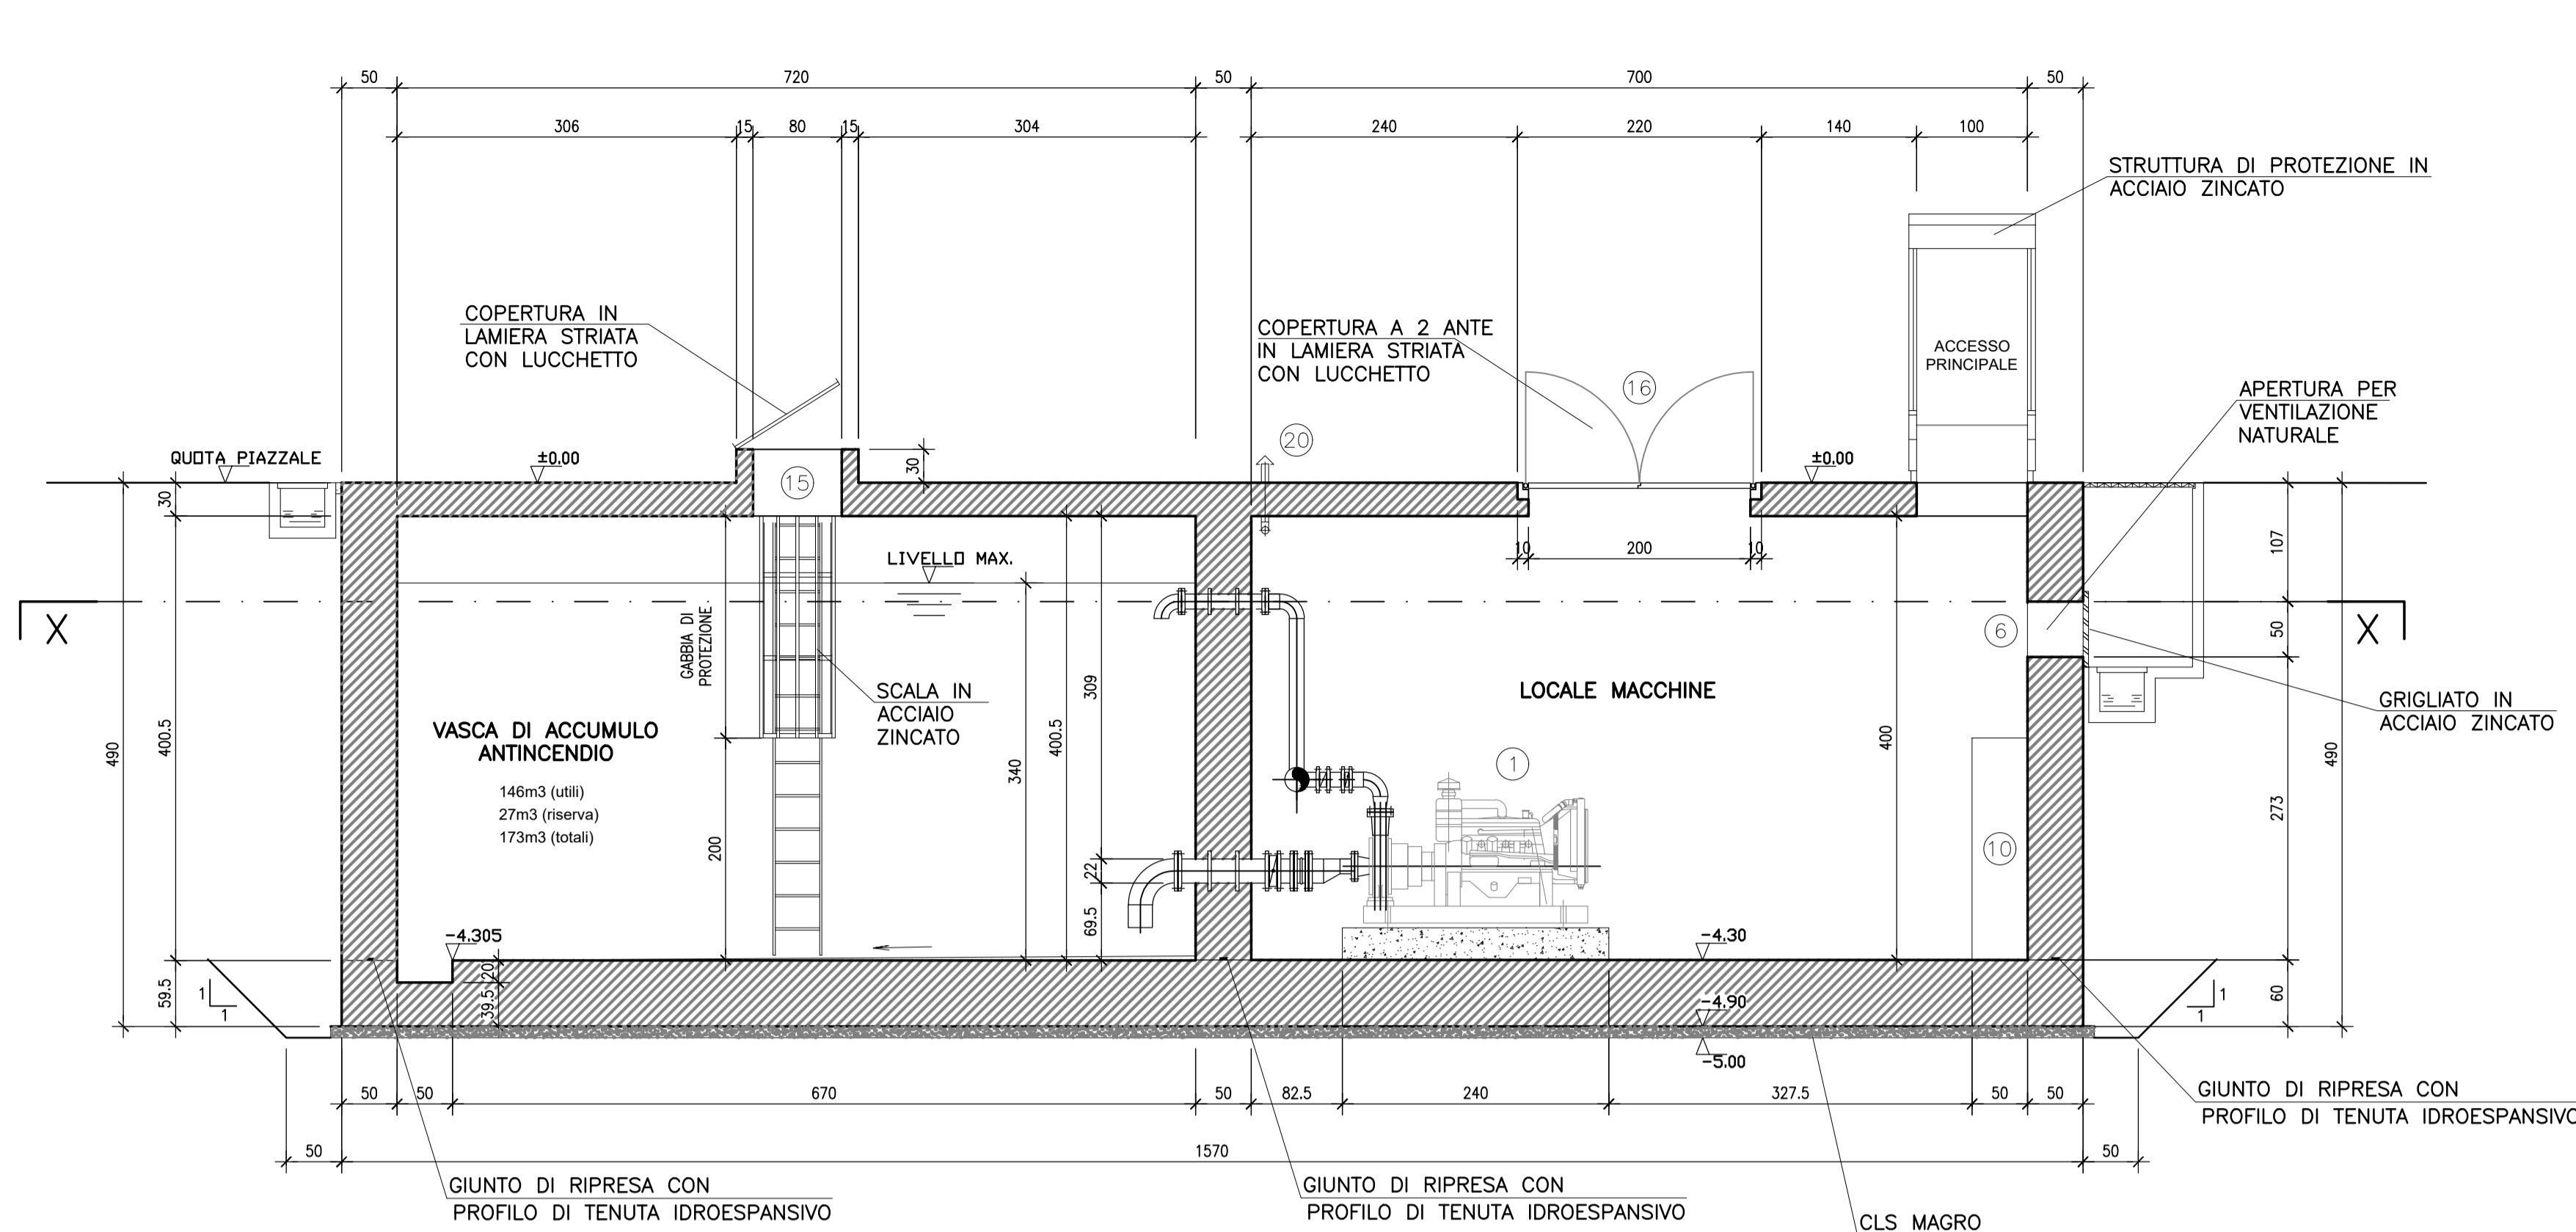 50
720
50
700
50
306
15
80
15
304
240
220
140
100
STRUTTURA DI PROTEZIONE IN
ACCIAIO ZINCATO
COPERTURA IN
LAMIERA STRIATA
CON LUCCHETTO
COPERTURA A 2 ANTE
IN LAMIERA STRIATA
CON LUCCHETTO
16
ACCESSO
PRINCIPALE
APERTURA PER
VENTILAZIONE
NATURALE
QUOTA PIAZZALE
±0.00
15
30
20
±0.00
30
10
200
10
107
LIVELLO MAX.
X
GABBIA DI
PROTEZIONE
6
50
X
SCALA IN
ACCIAIO
ZINCATO
309
LOCALE MACCHINE
GRIGLIATO IN
ACCIAIO ZINCATO
VASCA DI ACCUMULO
ANTINCENDIO
146m3 (utili)
27m3 (riserva)
173m3 (totali)
490
400.5
200
340
400.5
22
69.5
1
400
10
273
490
-4.305
-4.30
59.5
1
1
20
39.5
-4.90
60
1
1
-5.00
50
50
670
50
82.5
240
327.5
50
50
GIUNTO DI RIPRESA CON
PROFILO DI TENUTA IDROESPANSIVO
50
1570
50
GIUNTO DI RIPRESA CON
PROFILO DI TENUTA IDROESPANSIVO
GIUNTO DI RIPRESA CON
PROFILO DI TENUTA IDROESPANSIVO
CLS MAGRO